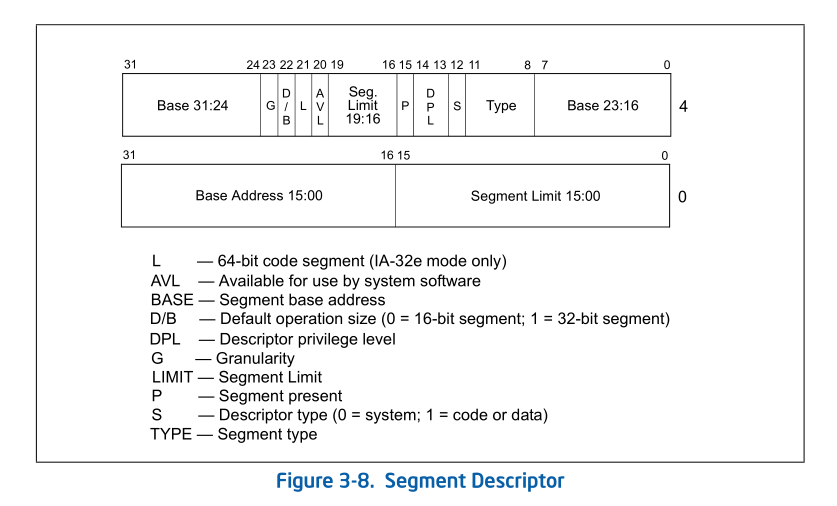 31 24 23 22 21 20 19 16 15 14 13 12 11 8 7 0
Base 31:24 G D/B L AVL Seg. Limit 19:16 P DPL S Type Base 23:16 4
31 16 15 0
Base Address 15:00 Segment Limit 15:00 0
L — 64-bit code segment (IA-32e mode only)
AVL — Available for use by system software
BASE — Segment base address
D/B — Default operation size (0 = 16-bit segment; 1 = 32-bit segment)
DPL — Descriptor privilege level
G — Granularity
LIMIT — Segment Limit
P — Segment present
S — Descriptor type (0 = system; 1 = code or data)
TYPE — Segment type
Figure 3-8. Segment Descriptor